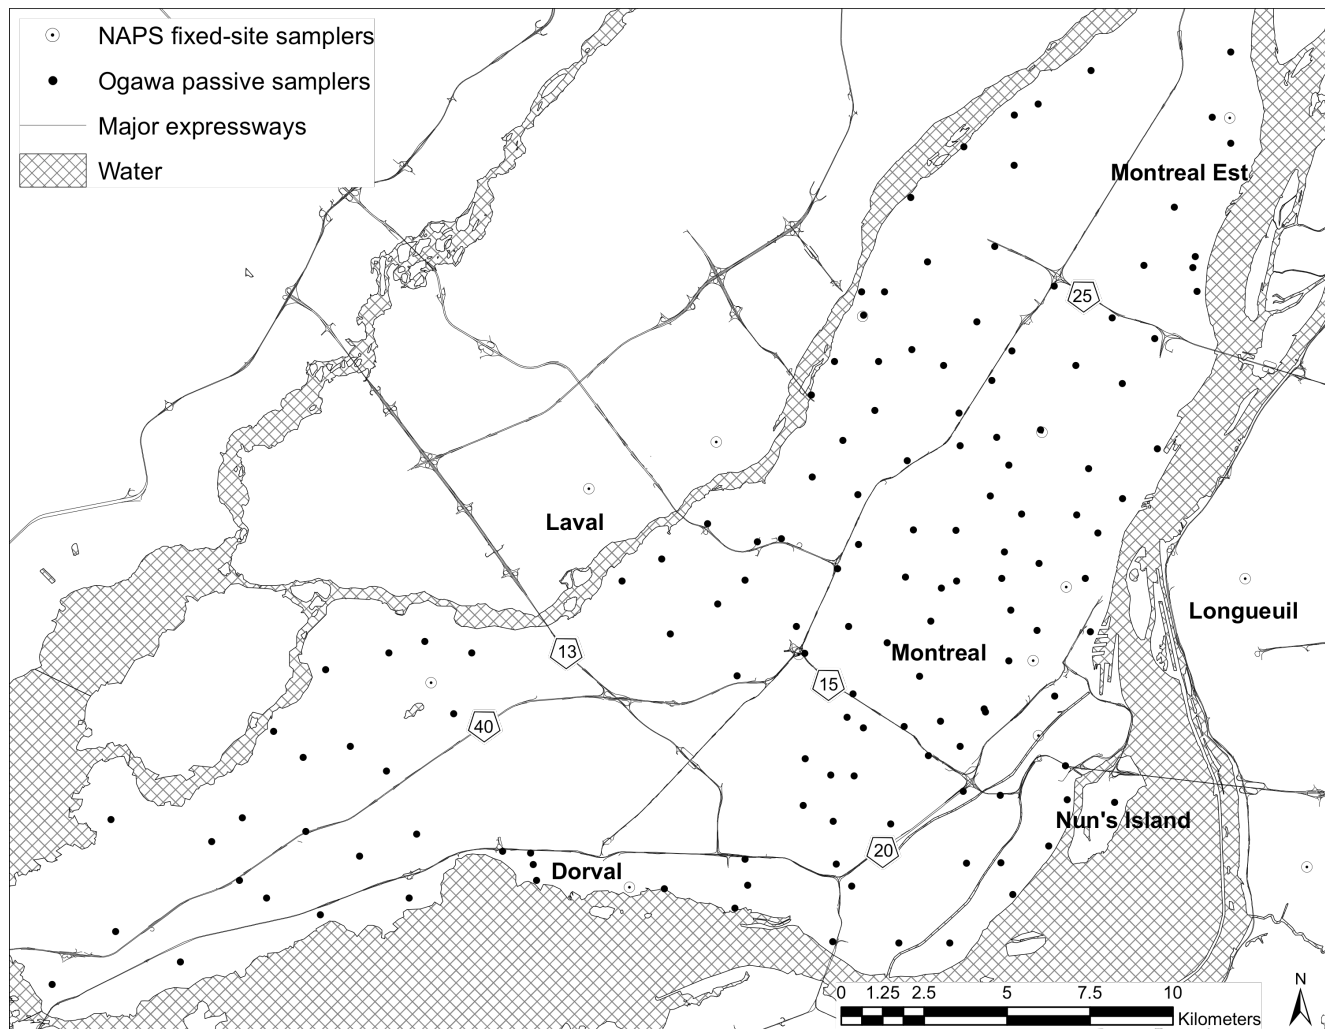 NAPS fixed-site samplers
Ogawa passive samplers
Major expressways
Water
Montreal Est
25
Laval
Longueuil
13
Montreal
15
40
Nun's Island
20
Dorval
N
0 1.25 2.5 5 7.5 10
Kilometers